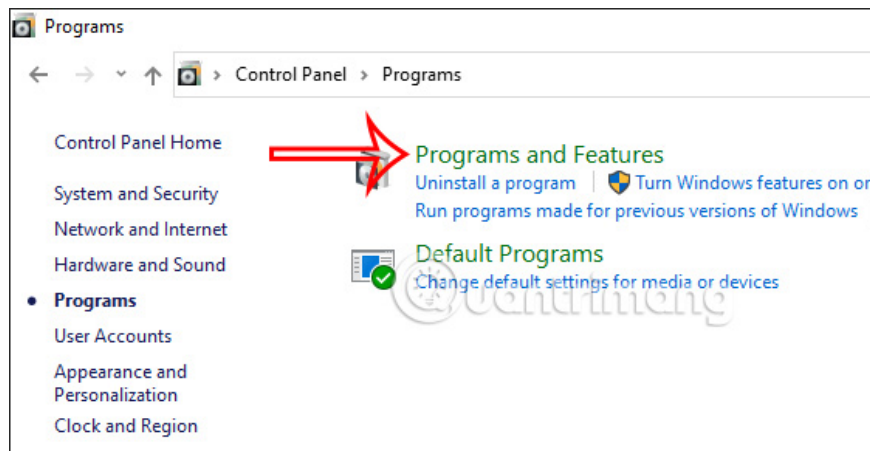 Programs
Control Panel > Programs
Control Panel Home
System and Security
Network and Internet
Hardware and Sound
Programs
User Accounts
Appearance and
Personalization
Clock and Region
Programs and Features
Uninstall a program | Turn Windows features on or
Run programs made for previous versions of Windows
Default Programs
Change default settings for media or devices
Quantrimang